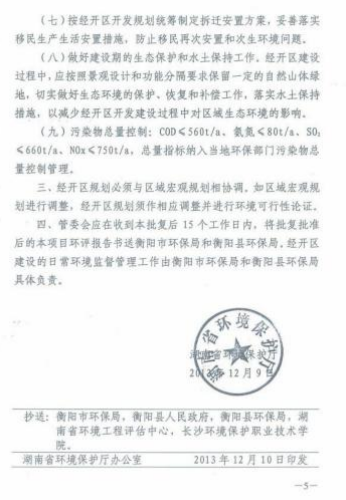 （七）按经开区开发规划统筹制定拆迁安置方案，妥善落实
移民生产生活安置措施，防止移民再次安置和次生环境问题。
（八）做好建设期的生态保护和水土保持工作。经开区建设
过程中，应按照景观设计和功能分隔要求保留一定的自然山体绿
地，切实做好生态环境的保护、恢复和补偿工作，落实水土保持
措施，以减少经开区开发建设过程中对区域生态环境的影响。
（九）污染物总量控制：COD≤560t/a、氨氮≤80t/a、SO₂
≤660t/a、NOx≤750t/a，总量指标纳入当地环保部门污染物总
量控制管理。
三、经开区规划必须与区域宏观规划相协调。如区域宏观规
划进行调整，经开区规划须作相应调整并进行环境可行性论证。
四、管委会应在收到本批复后 15 个工作日内，将批复批准
后的本项目环评报告书送衡阳市环保局和衡阳县环保局。经开区
建设的日常环境监督管理工作由衡阳市环保局和衡阳县环保局
具体负责。
湖南省环境保护厅
湖南省环境保护厅
2013年12月9日
抄送：衡阳市环保局，衡阳县人民政府，衡阳县环保局，湖
南省环境工程评估中心，长沙环境保护职业技术学
院。
湖南省环境保护厅办公室 2013年12月10日印发
—5—